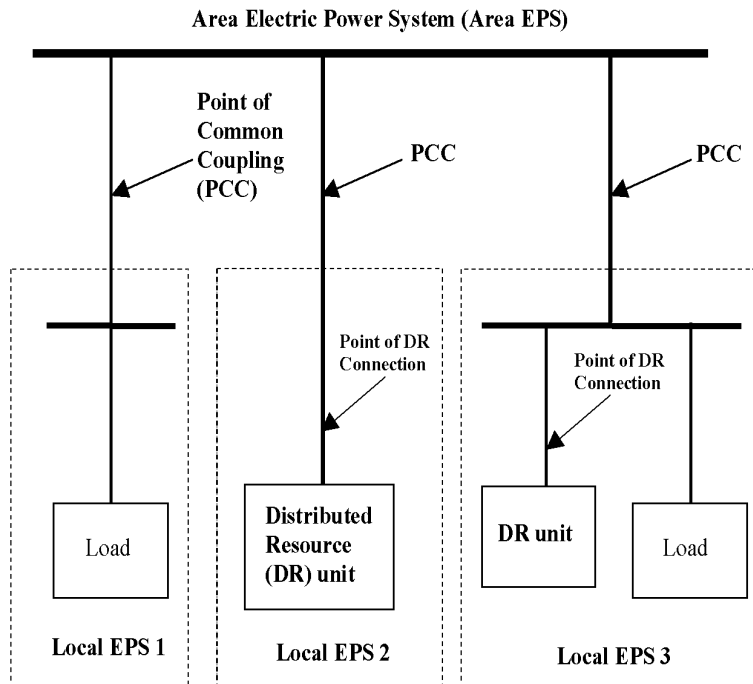 Area Electric Power System (Area EPS)
Point of
Common
Coupling
(PCC)
PCC
PCC
Point of DR
Connection
Point of DR
Connection
Load
Distributed
Resource
(DR) unit
DR unit
Load
Local EPS 1
Local EPS 2
Local EPS 3